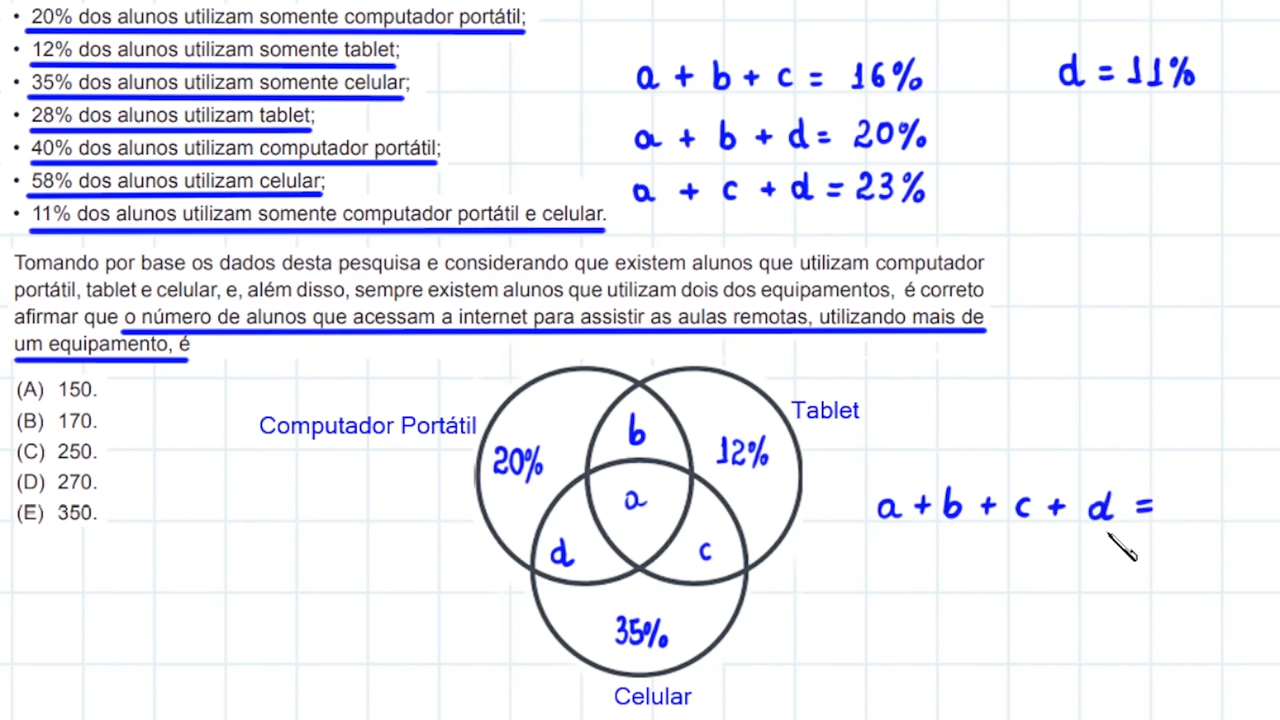 • 20% dos alunos utilizam somente computador portátil;
• 12% dos alunos utilizam somente tablet;
• 35% dos alunos utilizam somente celular;
• 28% dos alunos utilizam tablet;
• 40% dos alunos utilizam computador portátil;
• 58% dos alunos utilizam celular;
• 11% dos alunos utilizam somente computador portátil e celular.
a + b + c = 16%
d = 11%
a + b + d = 20%
a + c + d = 23%
Tomando por base os dados desta pesquisa e considerando que existem alunos que utilizam computador
portátil, tablet e celular, e, além disso, sempre existem alunos que utilizam dois dos equipamentos, é correto
afirmar que o número de alunos que acessam a internet para assistir as aulas remotas, utilizando mais de
um equipamento, é
(A) 150.
(B) 170.
(C) 250.
(D) 270.
(E) 350.
Computador Portátil
Tablet
b
20%
12%
a
d
c
35%
Celular
a + b + c + d =